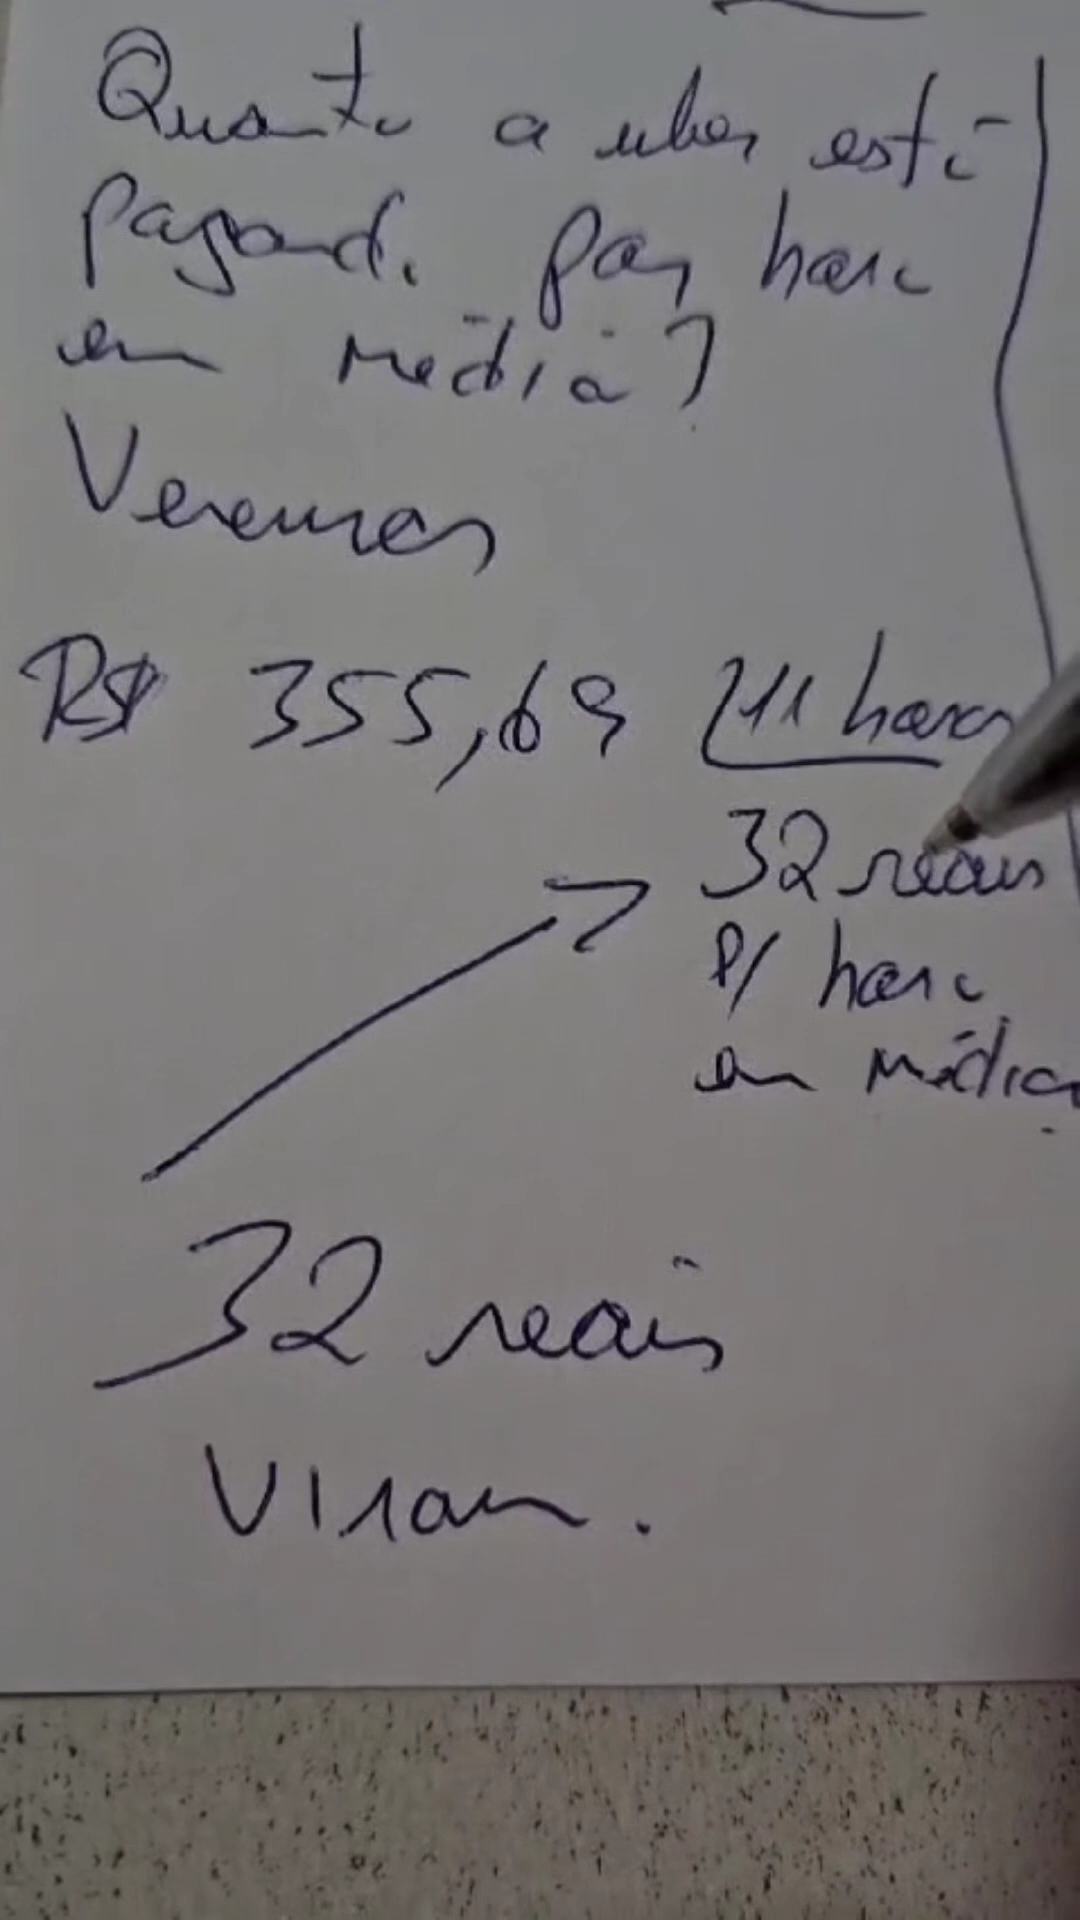 Quanto a uber está
pagando por hora
em média?
Veremos
R$ 355,69 11 horas
32 reais
P/ hora
em média
32 reais
Viram.